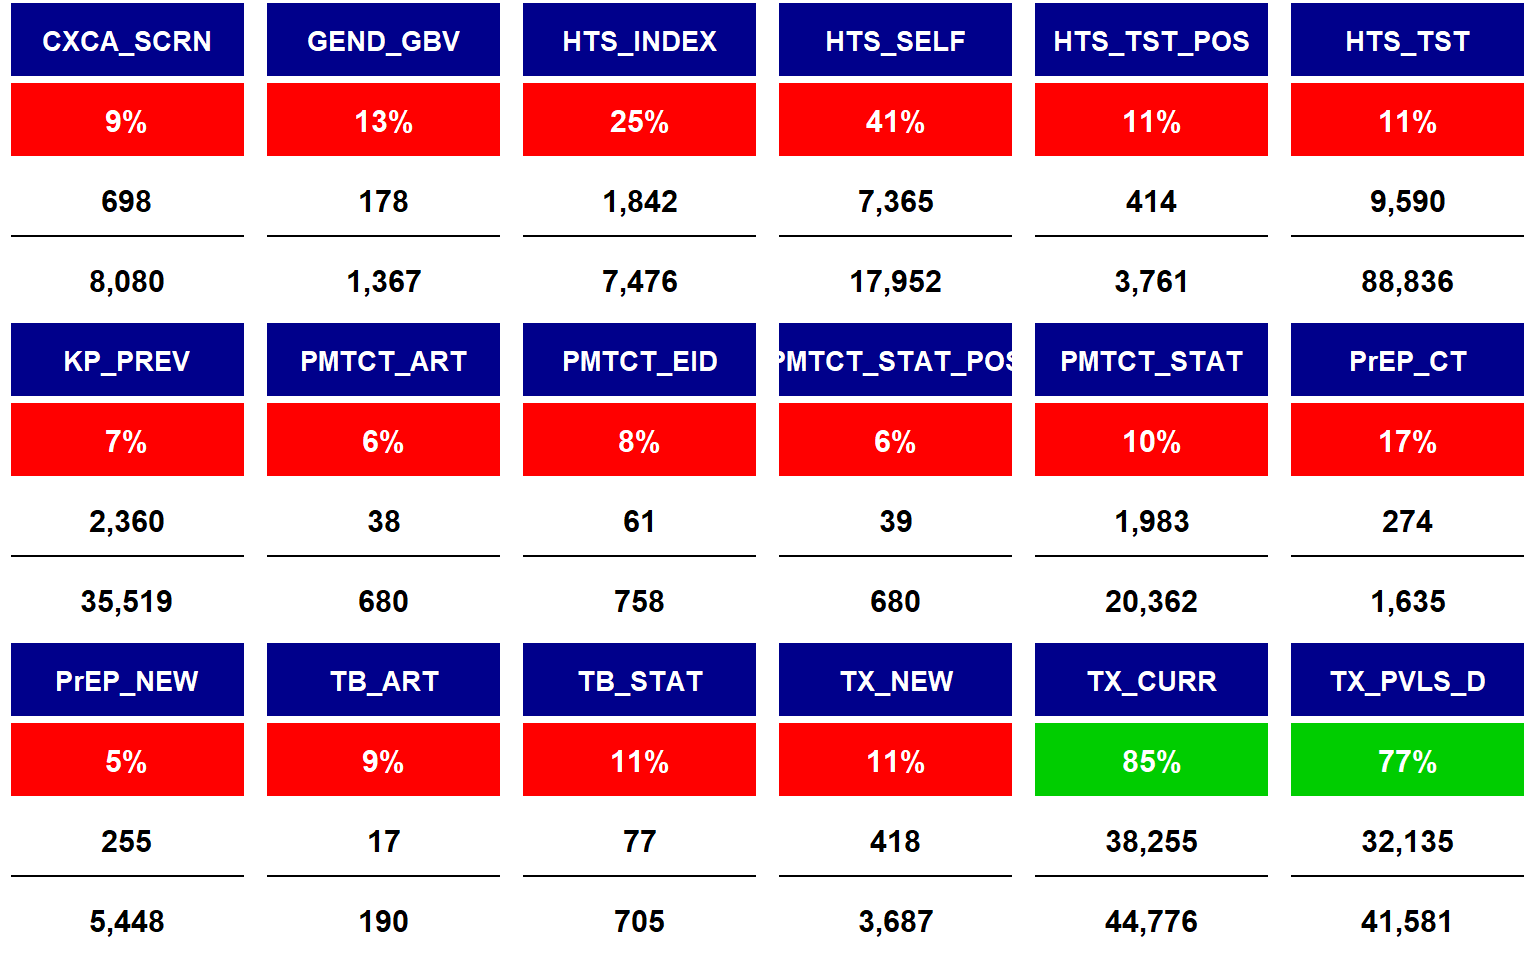 CXCA_SCRN GEND_GBV HTS_INDEX HTS_SELF HTS_TST_POS HTS_TST
9% 13% 25% 41% 11% 11%
698 178 1,842 7,365 414 9,590
8,080 1,367 7,476 17,952 3,761 88,836
KP_PREV PMTCT_ART PMTCT_EID PMTCT_STAT_POS PMTCT_STAT PrEP_CT
7% 6% 8% 6% 10% 17%
2,360 38 61 39 1,983 274
35,519 680 758 680 20,362 1,635
PrEP_NEW TB_ART TB_STAT TX_NEW TX_CURR TX_PVLS_D
5% 9% 11% 11% 85% 77%
255 17 77 418 38,255 32,135
5,448 190 705 3,687 44,776 41,581